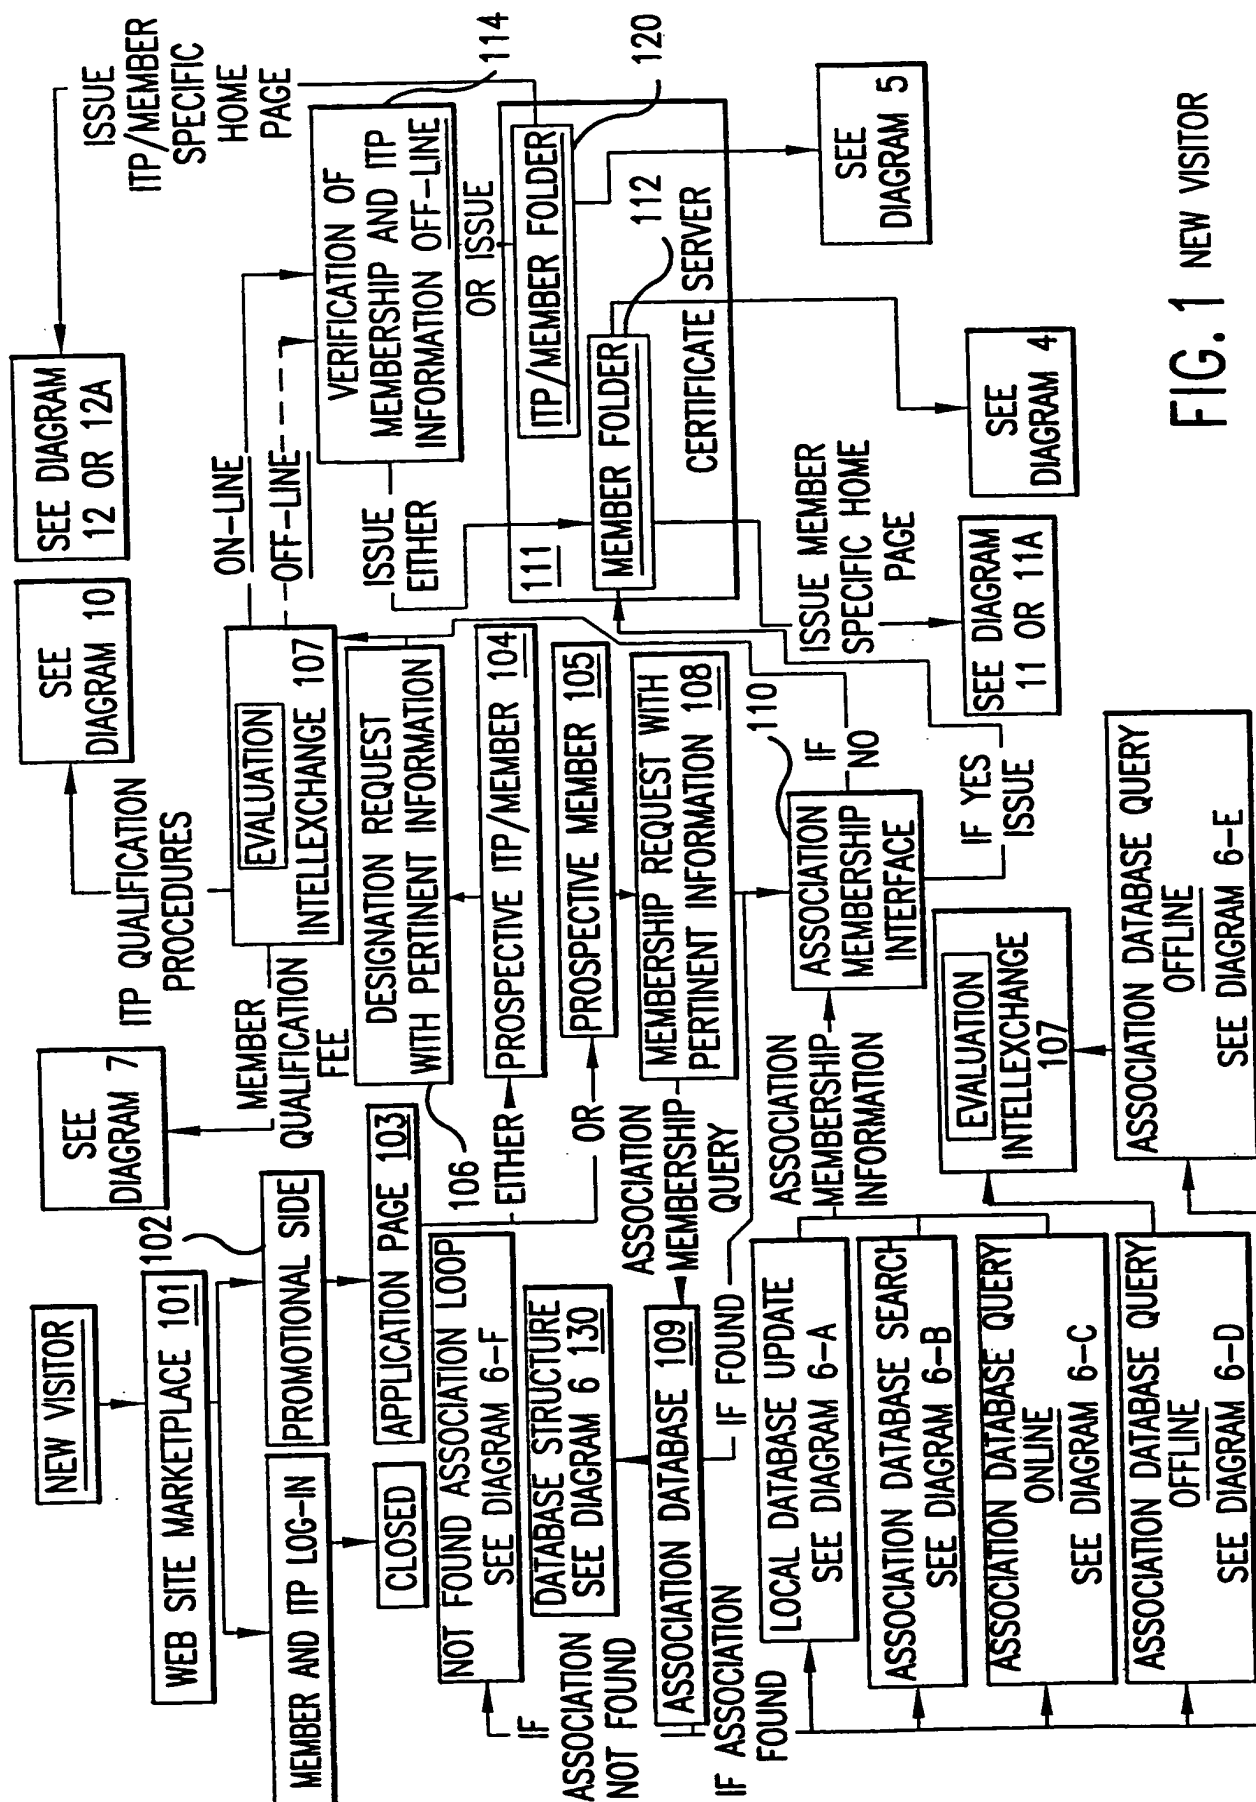 NEW VISITOR
WEB SITE MARKETPLACE 101
102
MEMBER AND ITP LOG-IN
PROMOTIONAL SIDE
CLOSED
APPLICATION PAGE 103
NOT FOUND ASSOCIATION LOOP
SEE DIAGRAM 6-F
DATABASE STRUCTURE
SEE DIAGRAM 6 130
IF
ASSOCIATION
NOT FOUND
ASSOCIATION DATABASE 109
IF ASSOCIATION
FOUND
IF FOUND
LOCAL DATABASE UPDATE
SEE DIAGRAM 6-A
ASSOCIATION DATABASE SEARCH
SEE DIAGRAM 6-B
ASSOCIATION DATABASE QUERY
ONLINE
SEE DIAGRAM 6-C
ASSOCIATION DATABASE QUERY
OFFLINE
SEE DIAGRAM 6-D
SEE
DIAGRAM 7
MEMBER
QUALIFICATION
FEE
ITP QUALIFICATION
PROCEDURES
SEE
DIAGRAM 10
EVALUATION
INTELLEXCHANGE 107
106
DESIGNATION REQUEST
WITH PERTINENT INFORMATION
EITHER
PROSPECTIVE ITP/MEMBER 104
OR
PROSPECTIVE MEMBER 105
MEMBERSHIP REQUEST WITH
PERTINENT INFORMATION 108
ASSOCIATION
MEMBERSHIP
QUERY
110
ASSOCIATION
MEMBERSHIP
INTERFACE
IF
NO
IF YES
ISSUE
ASSOCIATION
MEMBERSHIP
INFORMATION
EVALUATION
INTELLEXCHANGE
107
ASSOCIATION DATABASE QUERY
OFFLINE
SEE DIAGRAM 6-E
SEE DIAGRAM
12 OR 12A
ISSUE
ITP/MEMBER
SPECIFIC
HOME
PAGE
ON-LINE
OFF-LINE
114
VERIFICATION OF
MEMBERSHIP AND ITP
INFORMATION OFF-LINE
ISSUE
EITHER
OR ISSUE
111
ITP/MEMBER FOLDER
120
MEMBER FOLDER
112
CERTIFICATE SERVER
ISSUE MEMBER
SPECIFIC HOME
PAGE
SEE DIAGRAM
11 OR 11A
SEE
DIAGRAM 4
SEE
DIAGRAM 5
FIG. 1 NEW VISITOR